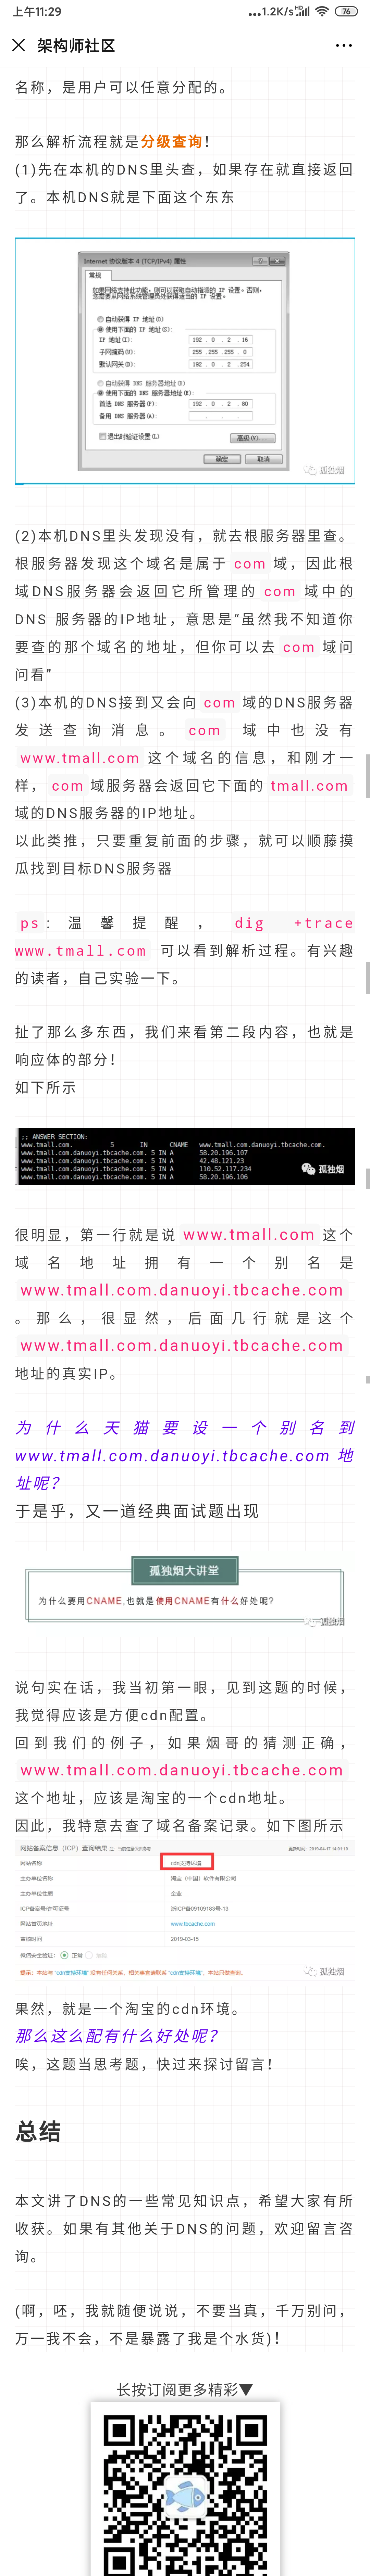 上午11:29
...1.2K/s
76
架构师社区
名称，是用户可以任意分配的。
那么解析流程就是分级查询！
(1)先在本机的DNS里头查，如果存在就直接返回
了。本机DNS就是下面这个东东
Internet 协议版本 4 (TCP/IPv4) 属性
常规
如果网络支持此功能，则可以获取自动指派的 IP 设置。否则，
您需要从网络系统管理员处获得适当的 IP 设置。
自动获得 IP 地址(O)
使用下面的 IP 地址(S):
IP 地址(I): 192 . 0 . 2 . 16
子网掩码(U): 255 .255 .255 . 0
默认网关(D): 192 . 0 . 2 .254
自动获得 DNS 服务器地址(B)
使用下面的 DNS 服务器地址(E):
首选 DNS 服务器(P): 192 . 0 . 2 . 80
备用 DNS 服务器(A):
退出时验证设置(L)
高级(V)...
确定 取消
孤独烟
(2)本机DNS里头发现没有，就去根服务器里查。
根服务器发现这个域名是属于 com 域，因此根
域DNS服务器会返回它所管理的 com 域中的
DNS 服务器的IP地址，意思是“虽然我不知道你
要查的那个域名的地址，但你可以去 com 域问
问看“
(3)本机的DNS接到又会向 com 域的DNS服务器
发送查询消息。 com 域中也没有
www.tmall.com 这个域名的信息，和刚才一
样， com 域服务器会返回它下面的 tmall.com
域的DNS服务器的IP地址。
以此类推，只要重复前面的步骤，就可以顺藤摸
瓜找到目标DNS服务器
ps：温馨提醒， dig +trace
www.tmall.com 可以看到解析过程。有兴趣
的读者，自己实验一下。
扯了那么多东西，我们来看第二段内容，也就是
响应体的部分！
如下所示
;; ANSWER SECTION:
www.tmall.com. 5 IN CNAME www.tmall.com.danuoyi.tbcache.com.
www.tmall.com.danuoyi.tbcache.com. 5 IN A 58.20.196.107
www.tmall.com.danuoyi.tbcache.com. 5 IN A 42.48.121.23
www.tmall.com.danuoyi.tbcache.com. 5 IN A 110.52.117.234
www.tmall.com.danuoyi.tbcache.com. 5 IN A 58.20.196.106
孤独烟
很明显，第一行就是说 www.tmall.com 这个
域名地址拥有一个别名是
www.tmall.com.danuoyi.tbcache.com
。那么，很显然，后面几行就是这个
www.tmall.com.danuoyi.tbcache.com
地址的真实IP。
为什么天猫要设一个别名到
www.tmall.com.danuoyi.tbcache.com 地
址呢？
于是乎，又一道经典面试题出现
孤独烟大讲堂
为什么要用CNAME,也就是使用CNAME有什么好处呢?
孤独烟
说句实在话，我当初第一眼，见到这题的时候，
我觉得应该是方便cdn配置。
回到我们的例子，如果烟哥的猜测正确，
www.tmall.com.danuoyi.tbcache.com
这个地址，应该是淘宝的一个cdn地址。
因此，我特意去查了域名备案记录。如下图所示
网站备案信息（ICP）查询结果
网站名称 cdn支持环境
主办单位名称 淘宝（中国）软件有限公司
主办单位性质 企业
ICP备案号/许可证号 浙ICP备09109183号-13
网站首页地址 www.tbcache.com
审核时间 2019-03-15
微信安全验证： 正常
孤独烟
果然，就是一个淘宝的cdn环境。
那么这么配有什么好处呢？
唉，这题当思考题，快过来探讨留言！
总结
本文讲了DNS的一些常见知识点，希望大家有所
收获。如果有其他关于DNS的问题，欢迎留言咨
询。
(啊，呸，我就随便说说，不要当真，千万别问，
万一我不会，不是暴露了我是个水货)！
长按订阅更多精彩▼